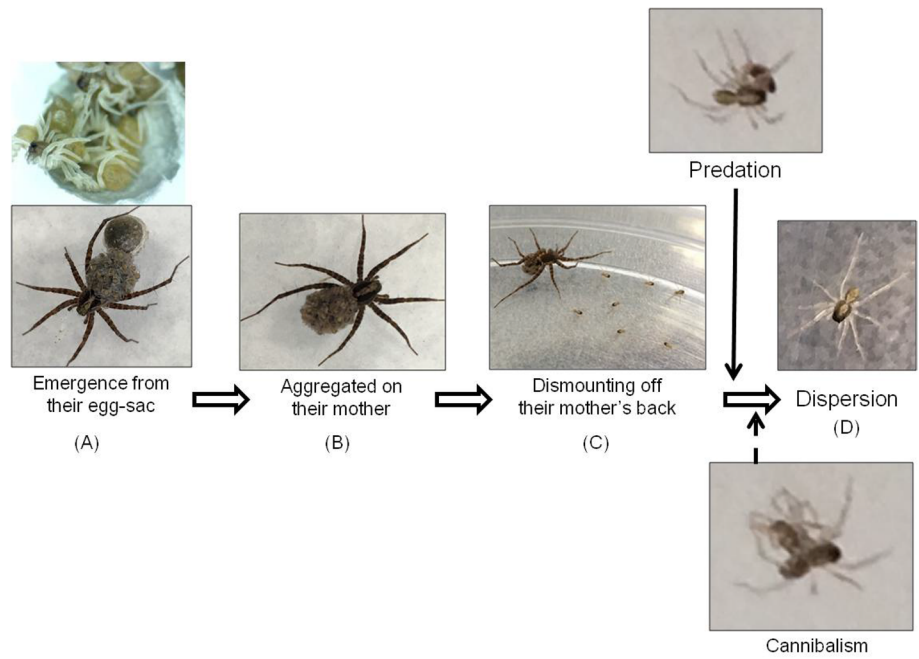 Predation
Emergence from
their egg-sac
(A)
Aggregated on
their mother
(B)
Dismounting off
their mother's back
(C)
Dispersion
(D)
Cannibalism